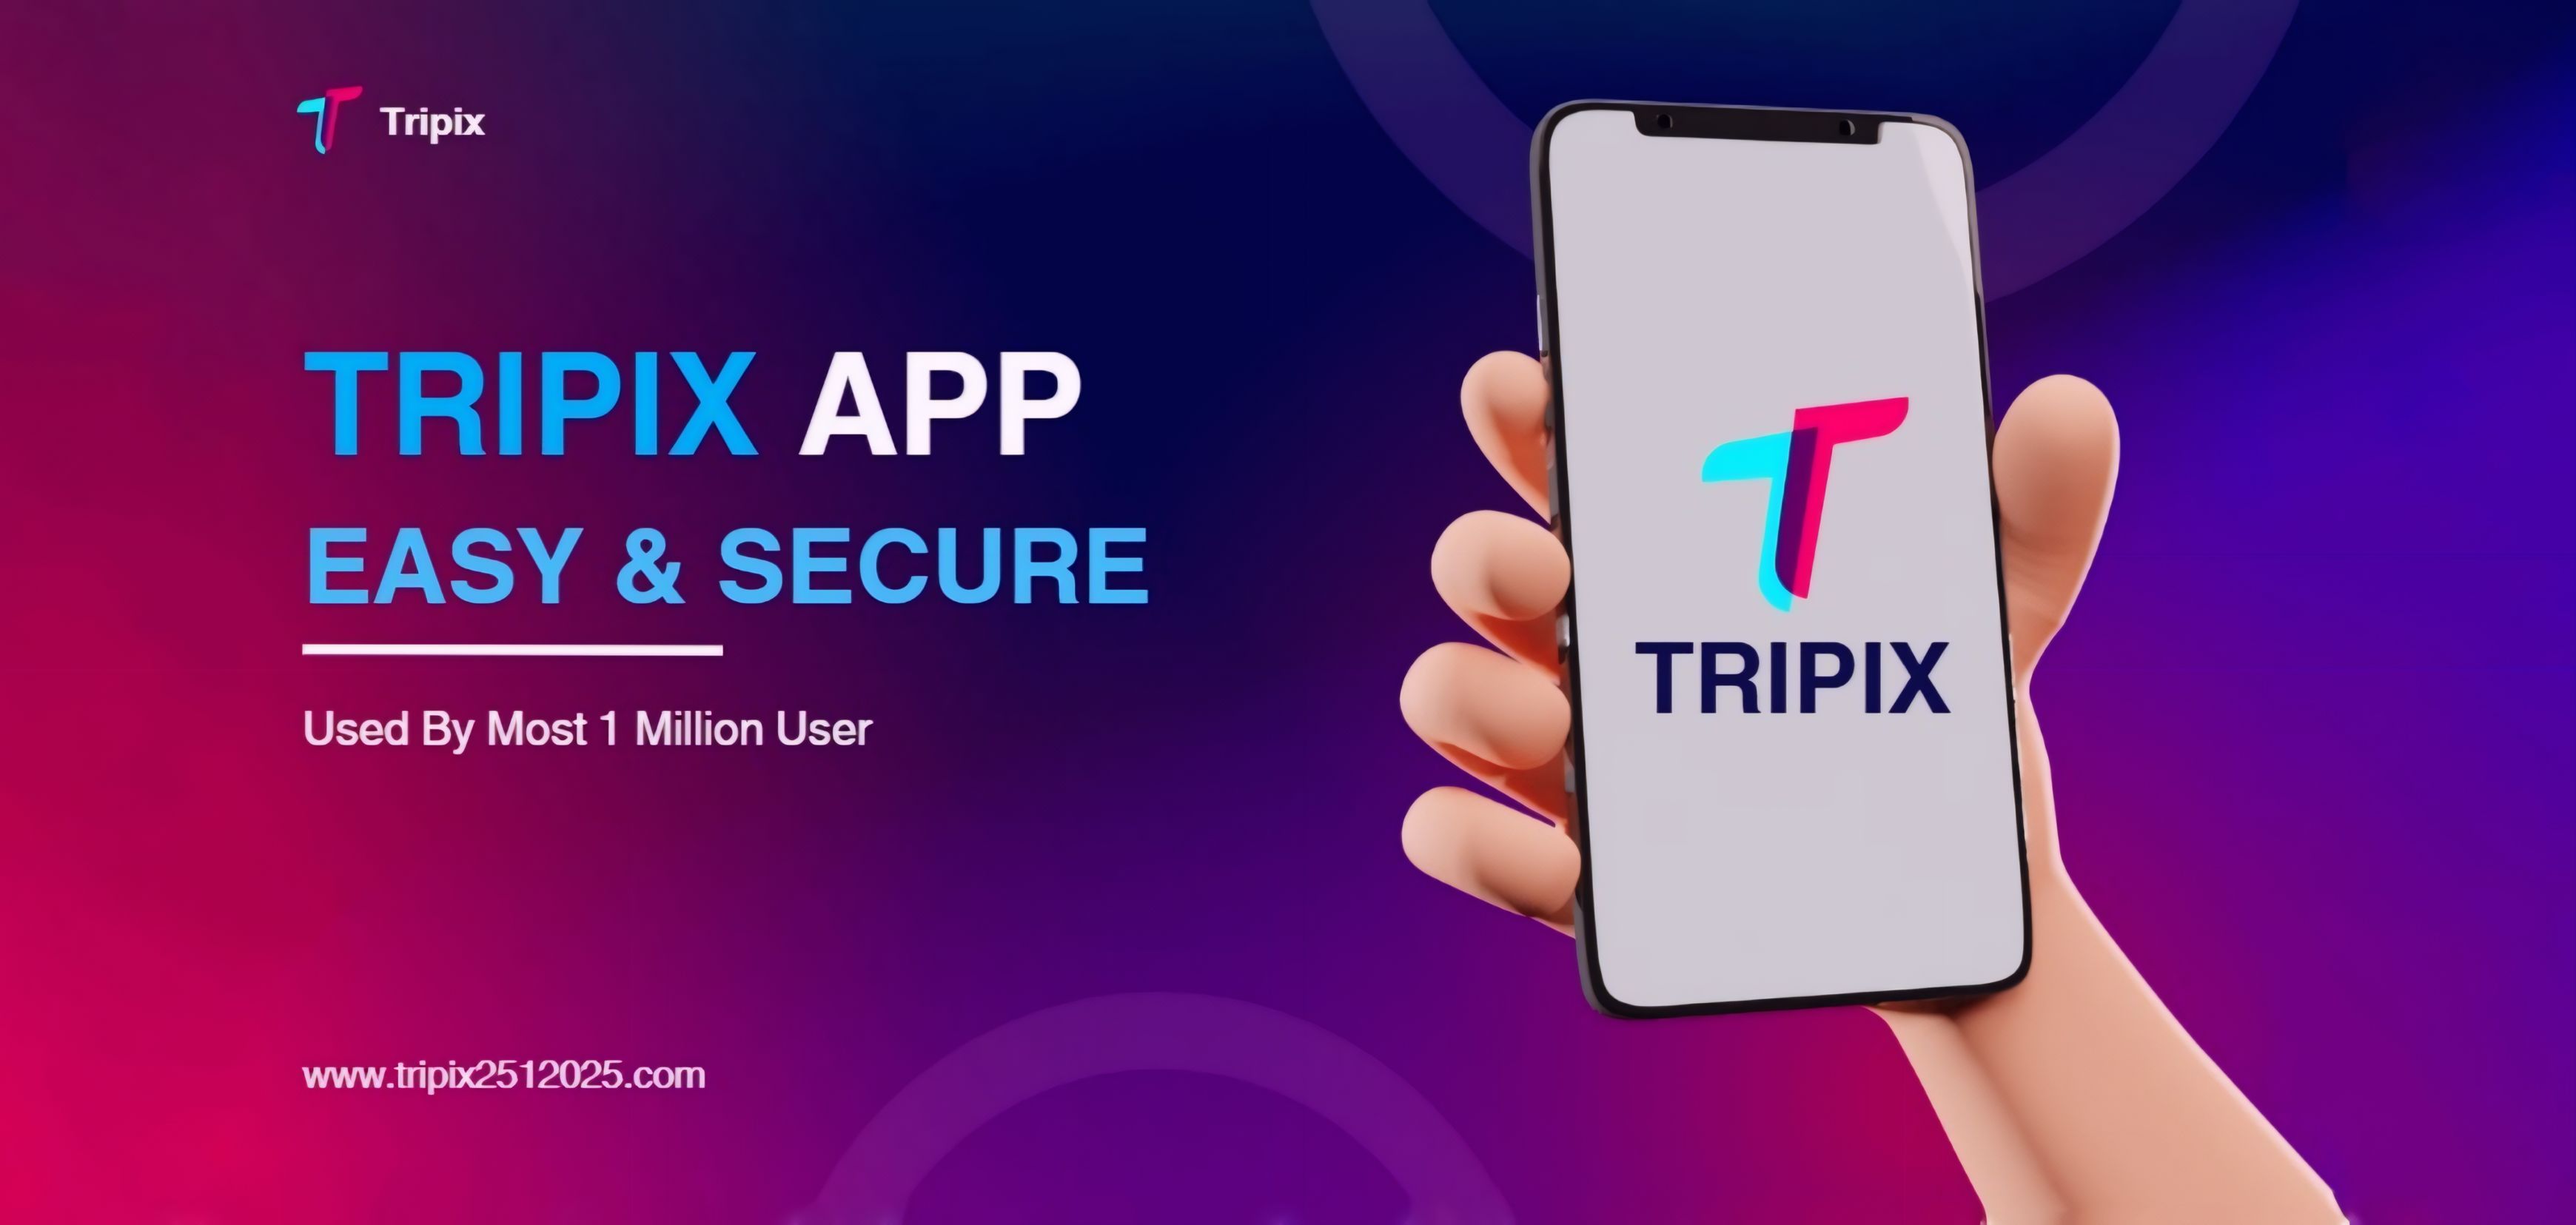 Tripix
TRIPIX APP
EASY & SECURE
Used By Most 1 Million User
www.tripix2512025.com
TRIPIX